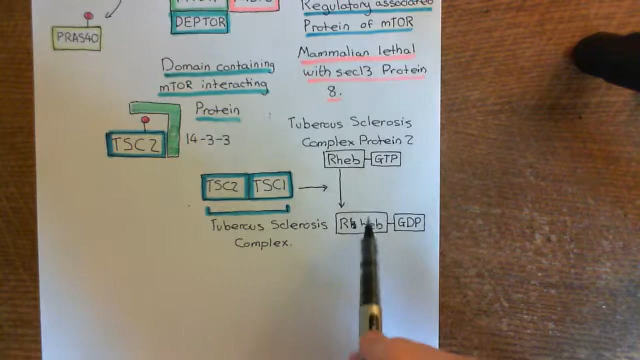 Regulatory associated
Protein of mTOR
PRAS40
DEPTOR
Domain containing
mTOR interacting
Protein
Mammalian lethal
with sec13 Protein
8.
TSC2
14-3-3
Tuberous Sclerosis
Complex Protein 2
Rheb GTP
TSC2 TSC1
Tuberous Sclerosis
Complex.
GDP